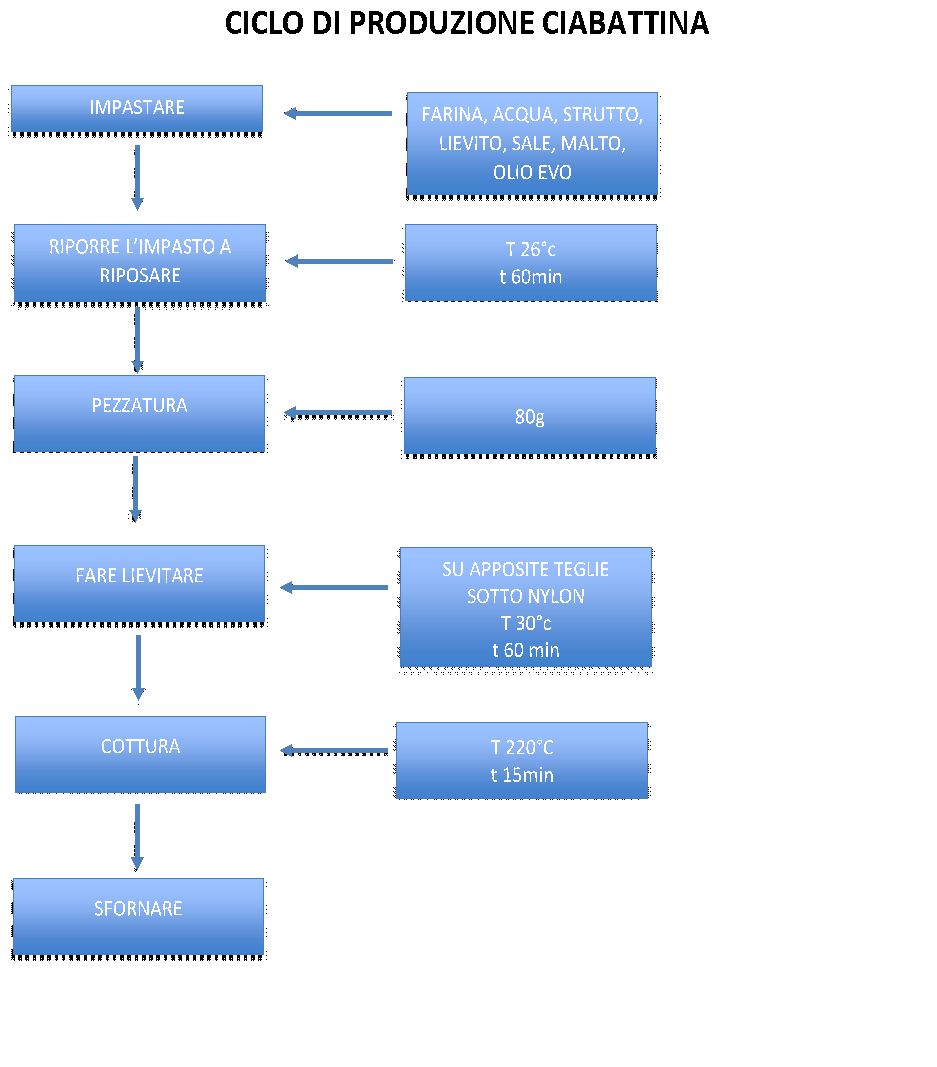 CICLO DI PRODUZIONE CIABATTINA
IMPASTARE
FARINA, ACQUA, STRUTTO,
LIEVITO, SALE, MALTO,
OLIO EVO
RIPORRE L’IMPASTO A
RIPOSARE
T 26°c
t 60min
PEZZATURA
80g
FARE LIEVITARE
SU APPOSITE TEGLIE
SOTTO NYLON
T 30°c
t 60 min
COTTURA
T 220°C
t 15min
SFORNARE